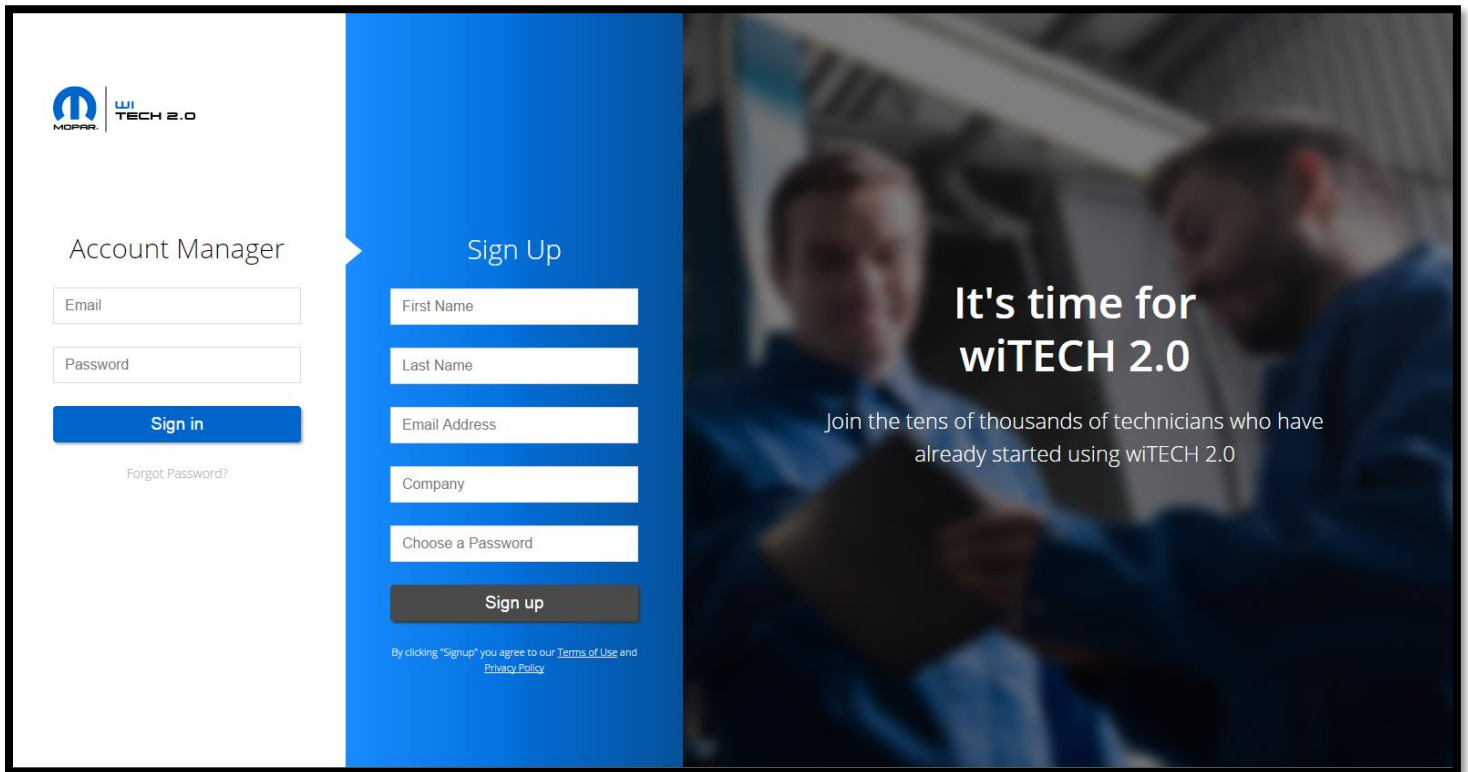 MOPAR.
wi
TECH 2.0
Account Manager
Email
Password
Sign in
Forgot Password?
Sign Up
First Name
Last Name
Email Address
Company
Choose a Password
Sign up
By clicking "Signup" you agree to our Terms of Use and
Privacy Policy
It's time for
wiTECH 2.0
Join the tens of thousands of technicians who have
already started using wiTECH 2.0